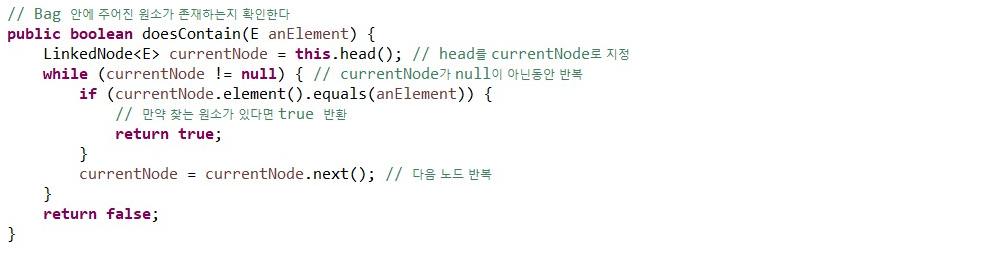 // Bag 안에 주어진 원소가 존재하는지 확인한다
public boolean doesContain(E anElement) {
    LinkedNode<E> currentNode = this.head(); // head를 currentNode로 지정
    while (currentNode != null) { // currentNode가 null이 아닌동안 반복
        if (currentNode.element().equals(anElement)) {
            // 만약 찾는 원소가 있다면 true 반환
            return true;
        }
        currentNode = currentNode.next(); // 다음 노드 반복
    }
    return false;
}